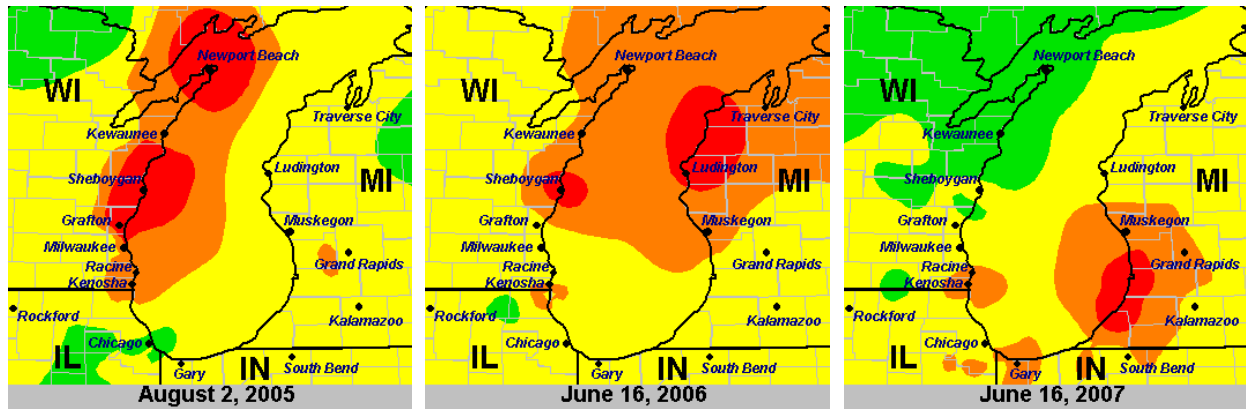 Newport Beach
WI
Traverse City
Kewaunee
Ludington
Sheboygan
MI
Grafton
Muskegon
Milwaukee
Racine
Grand Rapids
Kenosha
Rockford
Kalamazoo
Chicago
IL
Gary
IN
South Bend
August 2, 2005
Newport Beach
WI
Traverse City
Kewaunee
Ludington
Sheboygan
MI
Grafton
Muskegon
Milwaukee
Racine
Grand Rapids
Kenosha
Rockford
Kalamazoo
Chicago
IL
Gary
IN
South Bend
June 16, 2006
Newport Beach
WI
Traverse City
Kewaunee
Ludington
Sheboygan
MI
Grafton
Muskegon
Milwaukee
Racine
Grand Rapids
Kenosha
Rockford
Kalamazoo
Chicago
IL
Gary
IN
South Bend
June 16, 2007